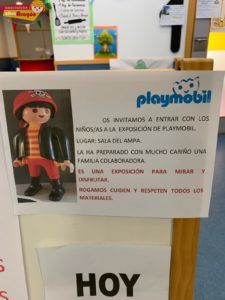 playmobil
OS INVITAMOS A ENTRAR CON LOS
NIÑOS/AS A LA EXPOSICIÓN DE PLAYMOBIL.
LUGAR: SALA DEL AMPA.
LA HA PREPARADO CON MUCHO CARIÑO UNA
FAMILIA COLABORADORA.
ES UNA EXPOSICIÓN PARA MIRAR Y
DISFRUTAR.
ROGAMOS CUIDEN Y RESPETEN TODOS LOS
MATERIALES.
HOY